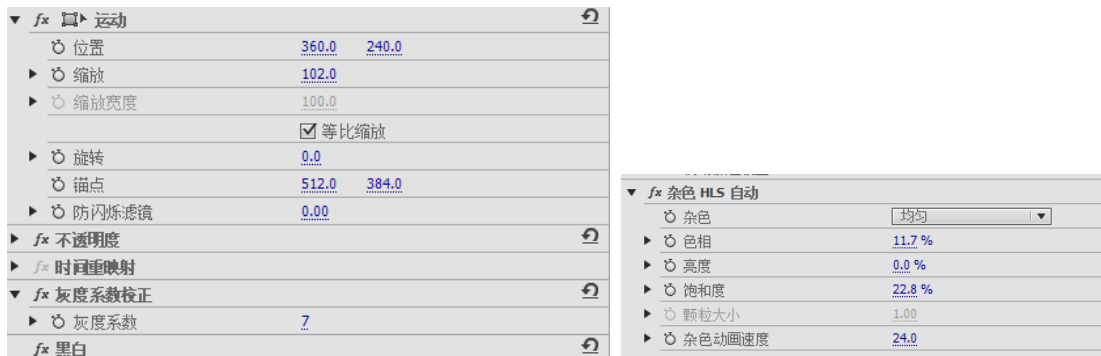 fx 运动
位置 360.0 240.0
缩放 102.0
缩放宽度 100.0
等比缩放
旋转 0.0
锚点 512.0 384.0
防闪烁滤镜 0.00
fx 不透明度
fx 时间重映射
fx 灰度系数校正
灰度系数 7
fx 黑白
fx 杂色 HLS 自动
杂色 均匀
色相 11.7 %
亮度 0.0 %
饱和度 22.8 %
颗粒大小 1.00
杂色动画速度 24.0